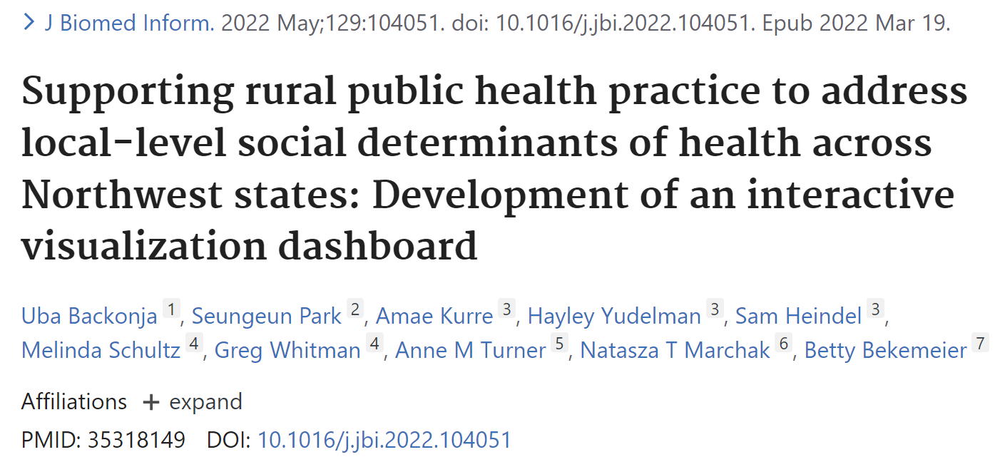 > J Biomed Inform. 2022 May;129:104051. doi: 10.1016/j.jbi.2022.104051. Epub 2022 Mar 19.
Supporting rural public health practice to address
local-level social determinants of health across
Northwest states: Development of an interactive
visualization dashboard
Uba Backonja 1, Seungeun Park 2, Amae Kurre 3, Hayley Yudelman 3, Sam Heindel 3,
Melinda Schultz 4, Greg Whitman 4, Anne M Turner 5, Natasza T Marchak 6, Betty Bekemeier 7
Affiliations + expand
PMID: 35318149 DOI: 10.1016/j.jbi.2022.104051